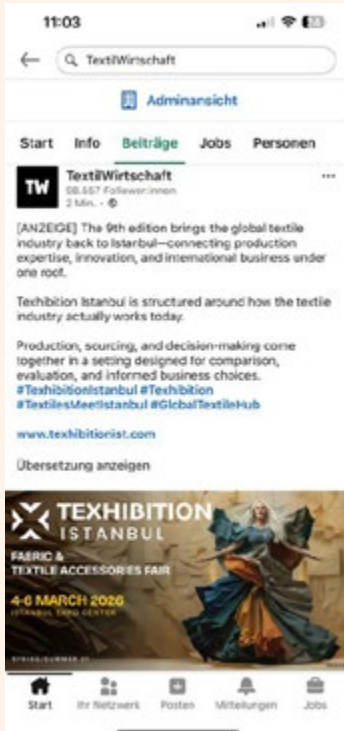 11:03
TextilWirtschaft
Adminansicht
Start Info Beiträge Jobs Personen
TW TextilWirtschaft
Follower:innen
2 Min.
[ANZEIGE] The 9th edition brings the global textile
industry back to Istanbul—connecting production
expertise, innovation, and international business under
one roof.
Texhibition Istanbul is structured around how the textile
industry actually works today.
Production, sourcing, and decision-making come
together in a setting designed for comparison,
evaluation, and informed business choices.
#TexhibitionIstanbul #Texhibition
#TextilesMeetIstanbul #GlobalTextileHub
www.texhibitionist.com
Übersetzung anzeigen
TEXHIBITION
ISTANBUL
FABRIC &
TEXTILE ACCESSORIES FAIR
4-6 MARCH 2026
ISTANBUL EXPO CENTER
Start Ihr Netzwerk Posten Mitteilungen Jobs